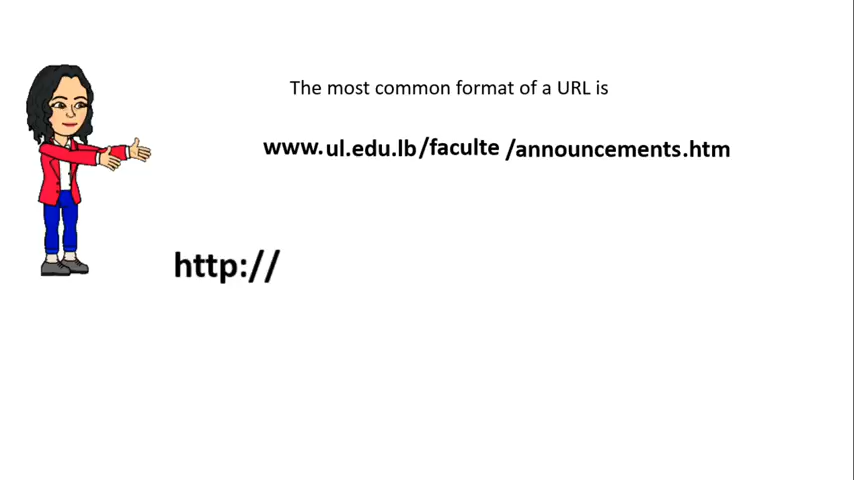 The most common format of a URL is
www.ul.edu.lb/faculte /announcements.htm
http://